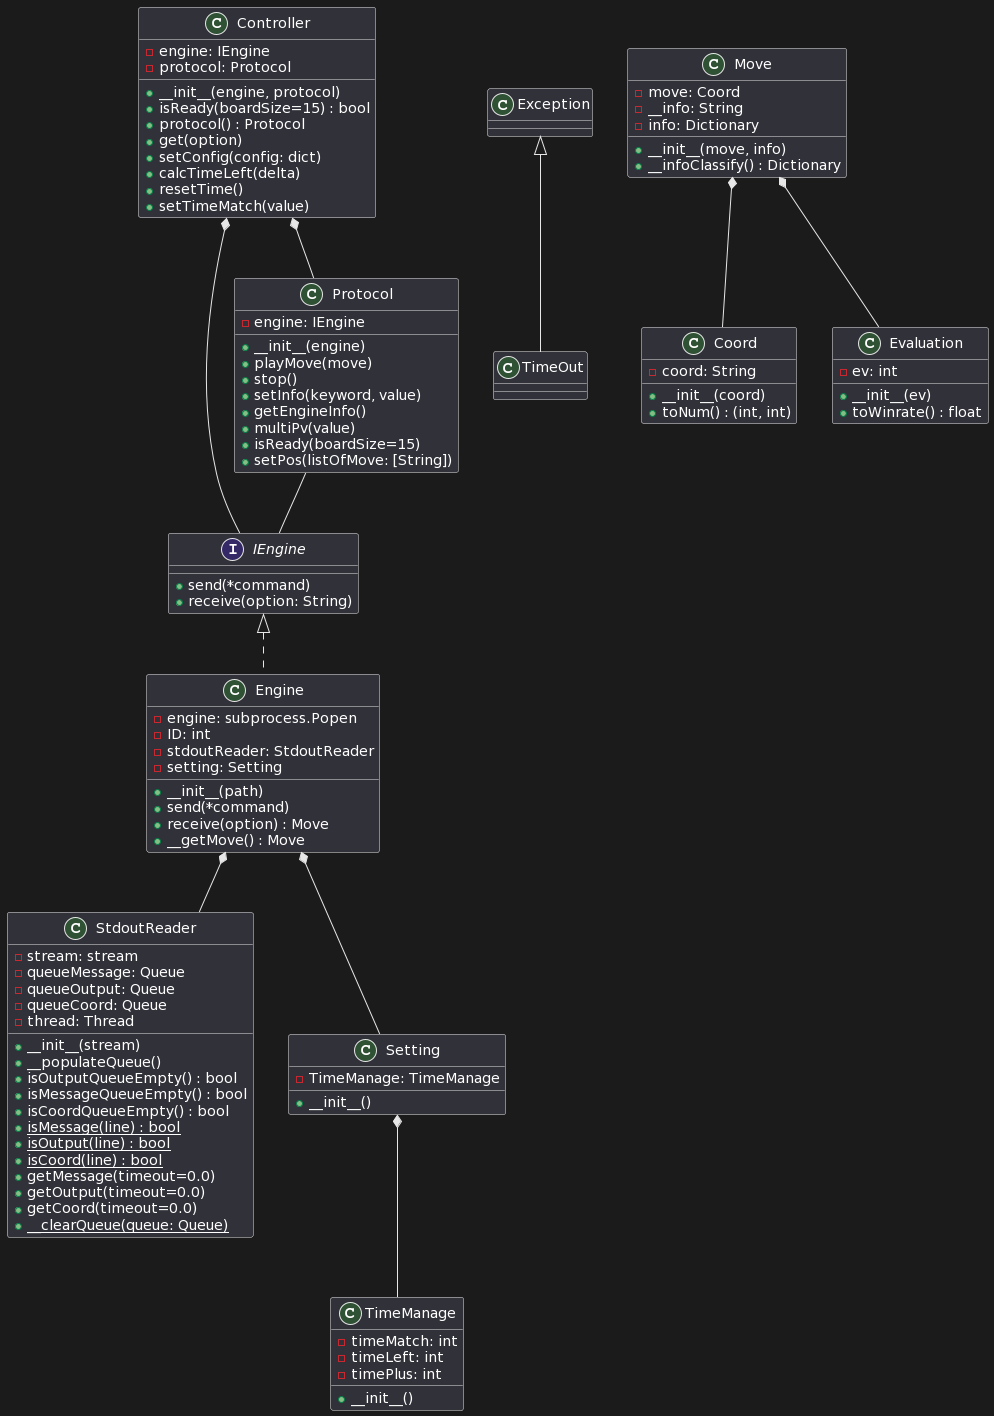 C Controller
engine: IEngine
protocol: Protocol
__init__(engine, protocol)
isReady(boardSize=15) : bool
protocol() : Protocol
get(option)
setConfig(config: dict)
calcTimeLeft(delta)
resetTime()
setTimeMatch(value)
C Exception
C Move
move: Coord
__info: String
info: Dictionary
__init__(move, info)
__infoClassify() : Dictionary
C Protocol
engine: IEngine
__init__(engine)
playMove(move)
stop()
setInfo(keyword, value)
getEngineInfo()
multiPv(value)
isReady(boardSize=15)
setPos(listOfMove: [String])
C TimeOut
C Coord
coord: String
__init__(coord)
toNum() : (int, int)
C Evaluation
ev: int
__init__(ev)
toWinrate() : float
I IEngine
send(*command)
receive(option: String)
C Engine
engine: subprocess.Popen
ID: int
stdoutReader: StdoutReader
setting: Setting
__init__(path)
send(*command)
receive(option) : Move
__getMove() : Move
C StdoutReader
stream: stream
queueMessage: Queue
queueOutput: Queue
queueCoord: Queue
thread: Thread
__init__(stream)
__populateQueue()
isOutputQueueEmpty() : bool
isMessageQueueEmpty() : bool
isCoordQueueEmpty() : bool
isMessage(line) : bool
isOutput(line) : bool
isCoord(line) : bool
getMessage(timeout=0.0)
getOutput(timeout=0.0)
getCoord(timeout=0.0)
__clearQueue(queue: Queue)
C Setting
TimeManage: TimeManage
__init__()
C TimeManage
timeMatch: int
timeLeft: int
timePlus: int
__init__()